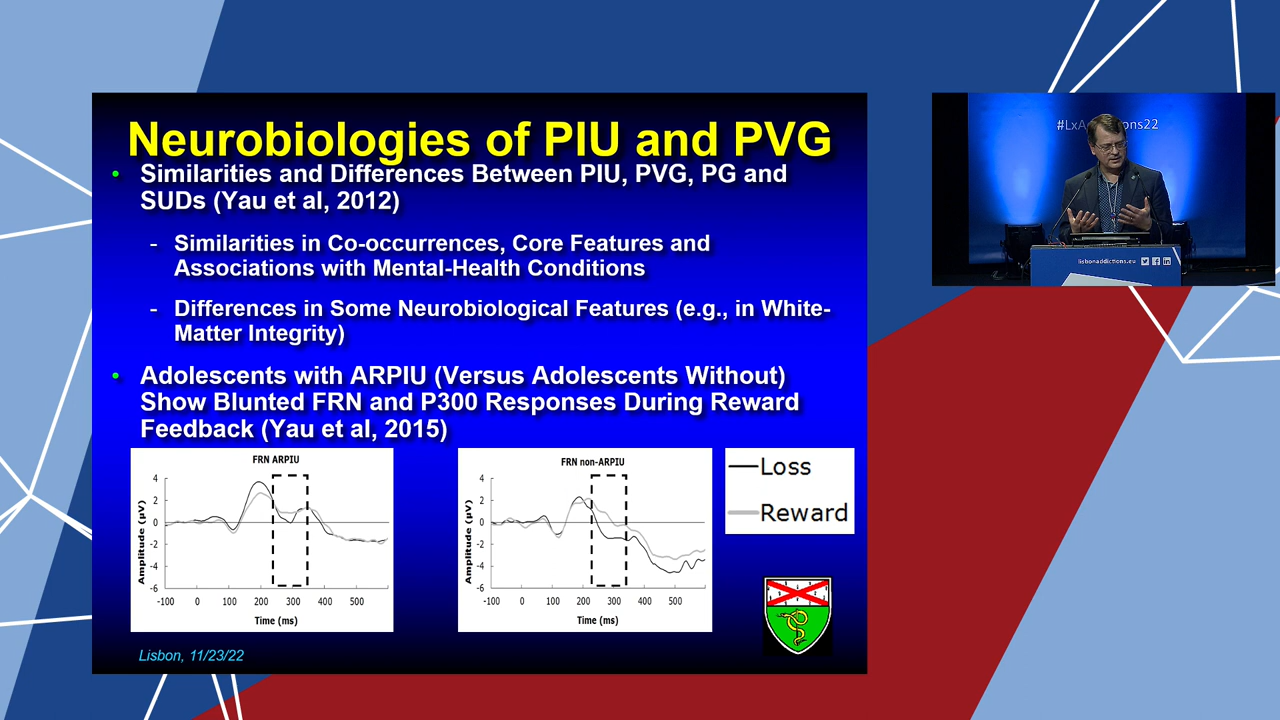 Neurobiologies of PIU and PVG
• Similarities and Differences Between PIU, PVG, PG and
SUDs (Yau et al, 2012)
- Similarities in Co-occurrences, Core Features and
Associations with Mental-Health Conditions
- Differences in Some Neurobiological Features (e.g., in White-
Matter Integrity)
• Adolescents with ARPIU (Versus Adolescents Without)
Show Blunted FRN and P300 Responses During Reward
Feedback (Yau et al, 2015)
FRN ARPIU
4
2
0
-2
-4
-6
Amplitude (µV)
-100 0 100 200 300 400 500
Time (ms)
FRN non-ARPIU
4
2
0
-2
-4
-6
Amplitude (µV)
-100 0 100 200 300 400 500
Time (ms)
Loss
Reward
Lisbon, 11/23/22
lisbonaddictions.eu